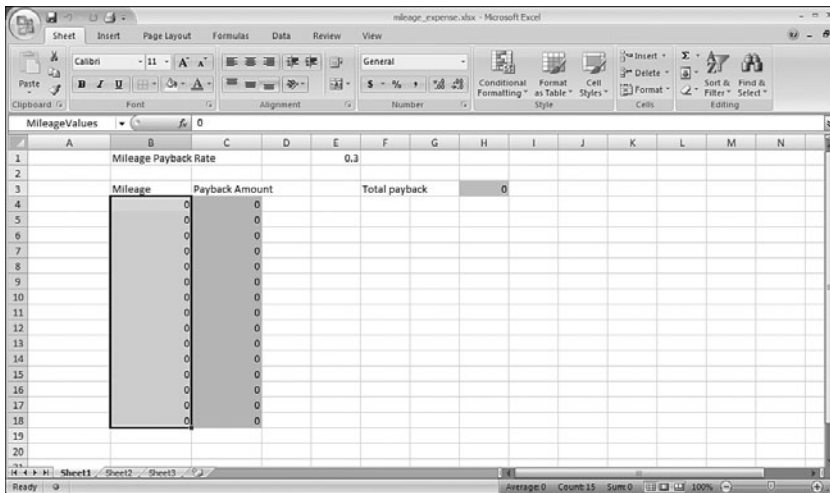 mileage_expense.xlsx - Microsoft Excel
Sheet Insert Page Layout Formulas Data Review View
Calibri 11 A A General Insert Σ
Paste B I U A $ % , Conditional Formatting Format as Table Cell Styles Delete Format Sort & Filter Find & Select
Clipboard Font Alignment Number Style Cells Editing
MileageValues fx 0
A B C D E F G H I J K L M N
1 Mileage Payback Rate 0.3
2
3 Mileage Payback Amount Total payback 0
4 0 0
5 0 0
6 0 0
7 0 0
8 0 0
9 0 0
10 0 0
11 0 0
12 0 0
13 0 0
14 0 0
15 0 0
16 0 0
17 0 0
18 0 0
19
20
21
Sheet1 Sheet2 Sheet3
Ready Average: 0 Count: 15 Sum: 0 100%